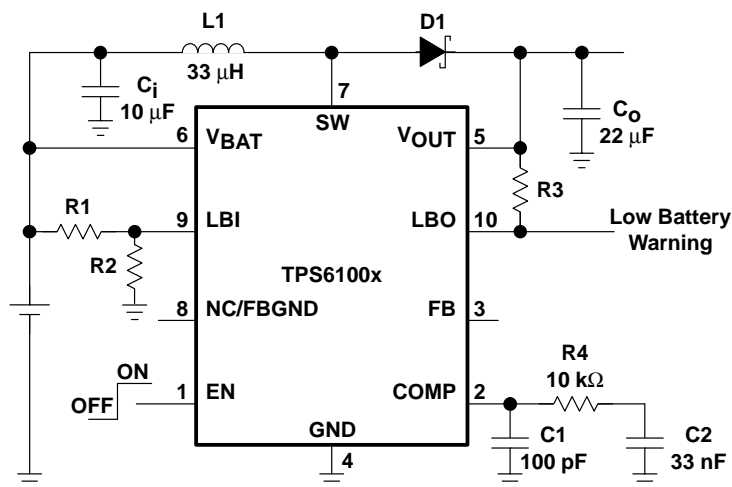 L1
D1
33 μH
Ci
10 μF
7
SW
Co
22 μF
6
VBAT
VOUT
5
R3
R1
9
LBI
LBO
10
Low Battery
Warning
R2
TPS6100x
8
NC/FBGND
FB
3
ON
OFF
1
EN
COMP
2
R4
10 kΩ
GND
4
C1
100 pF
C2
33 nF